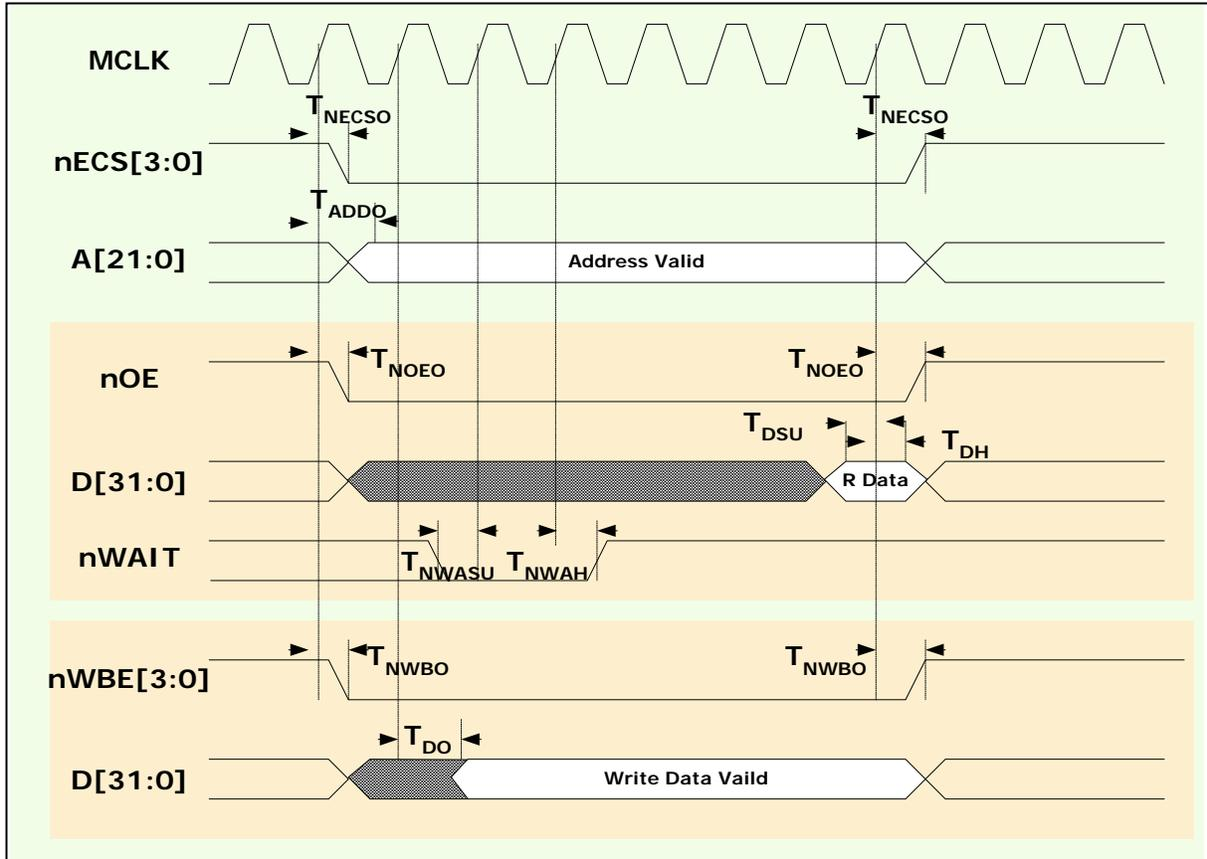 MCLK
TNECSO TNECSO
nECS[3:0]
TADDO
A[21:0] Address Valid
nOE TNOEO TNOEO
TDSU TDH
D[31:0] R Data
nWAIT TNWASU TNWAH
nWBE[3:0] TNWBO TNWBO
TDO
D[31:0] Write Data Vaild